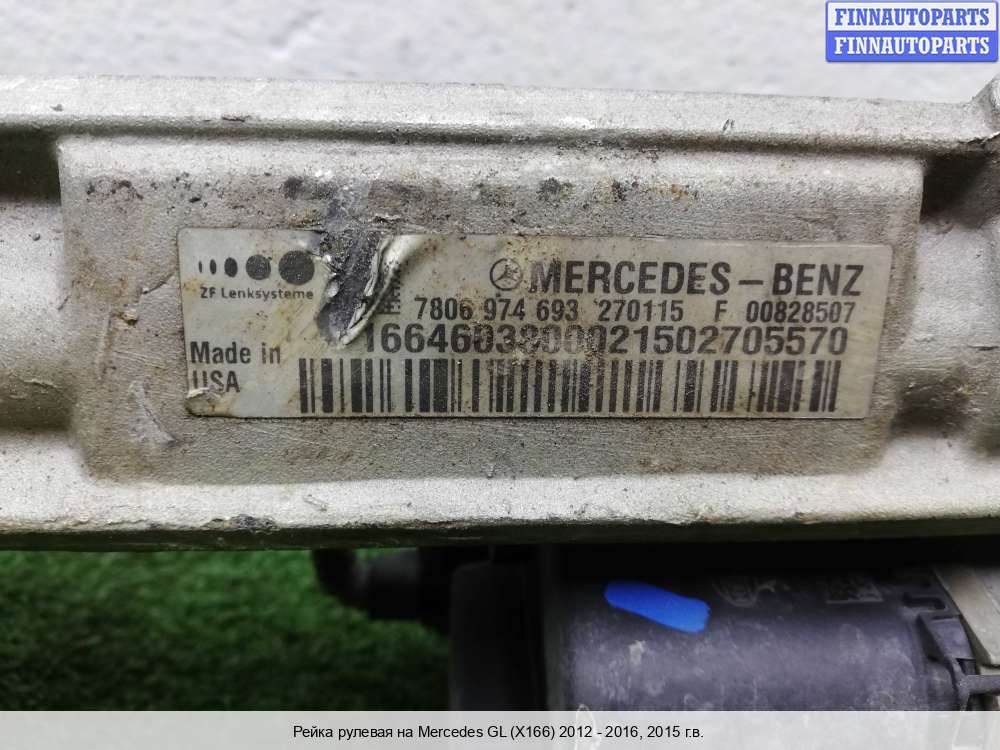 FINNAUTOPARTS
FINNAUTOPARTS
ZF Lenksysteme
MERCEDES-BENZ
7806 974 693 270115 F 00828507
Made in
USA
Рейка рулевая на Mercedes GL (X166) 2012 - 2016, 2015 г.в.